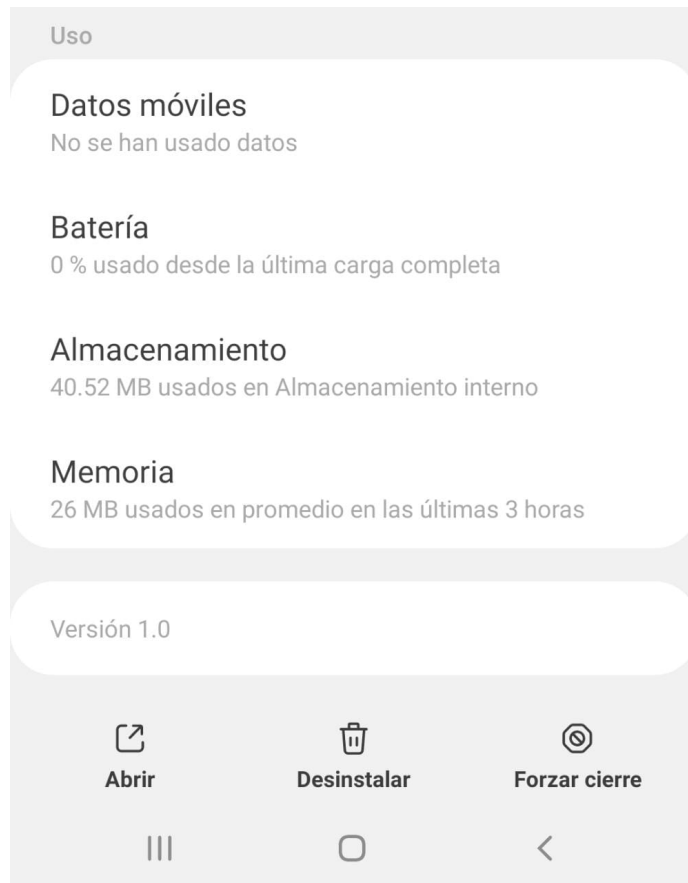 Uso
Datos móviles
No se han usado datos
Batería
0 % usado desde la última carga completa
Almacenamiento
40.52 MB usados en Almacenamiento interno
Memoria
26 MB usados en promedio en las últimas 3 horas
Versión 1.0
Abrir Desinstalar Forzar cierre